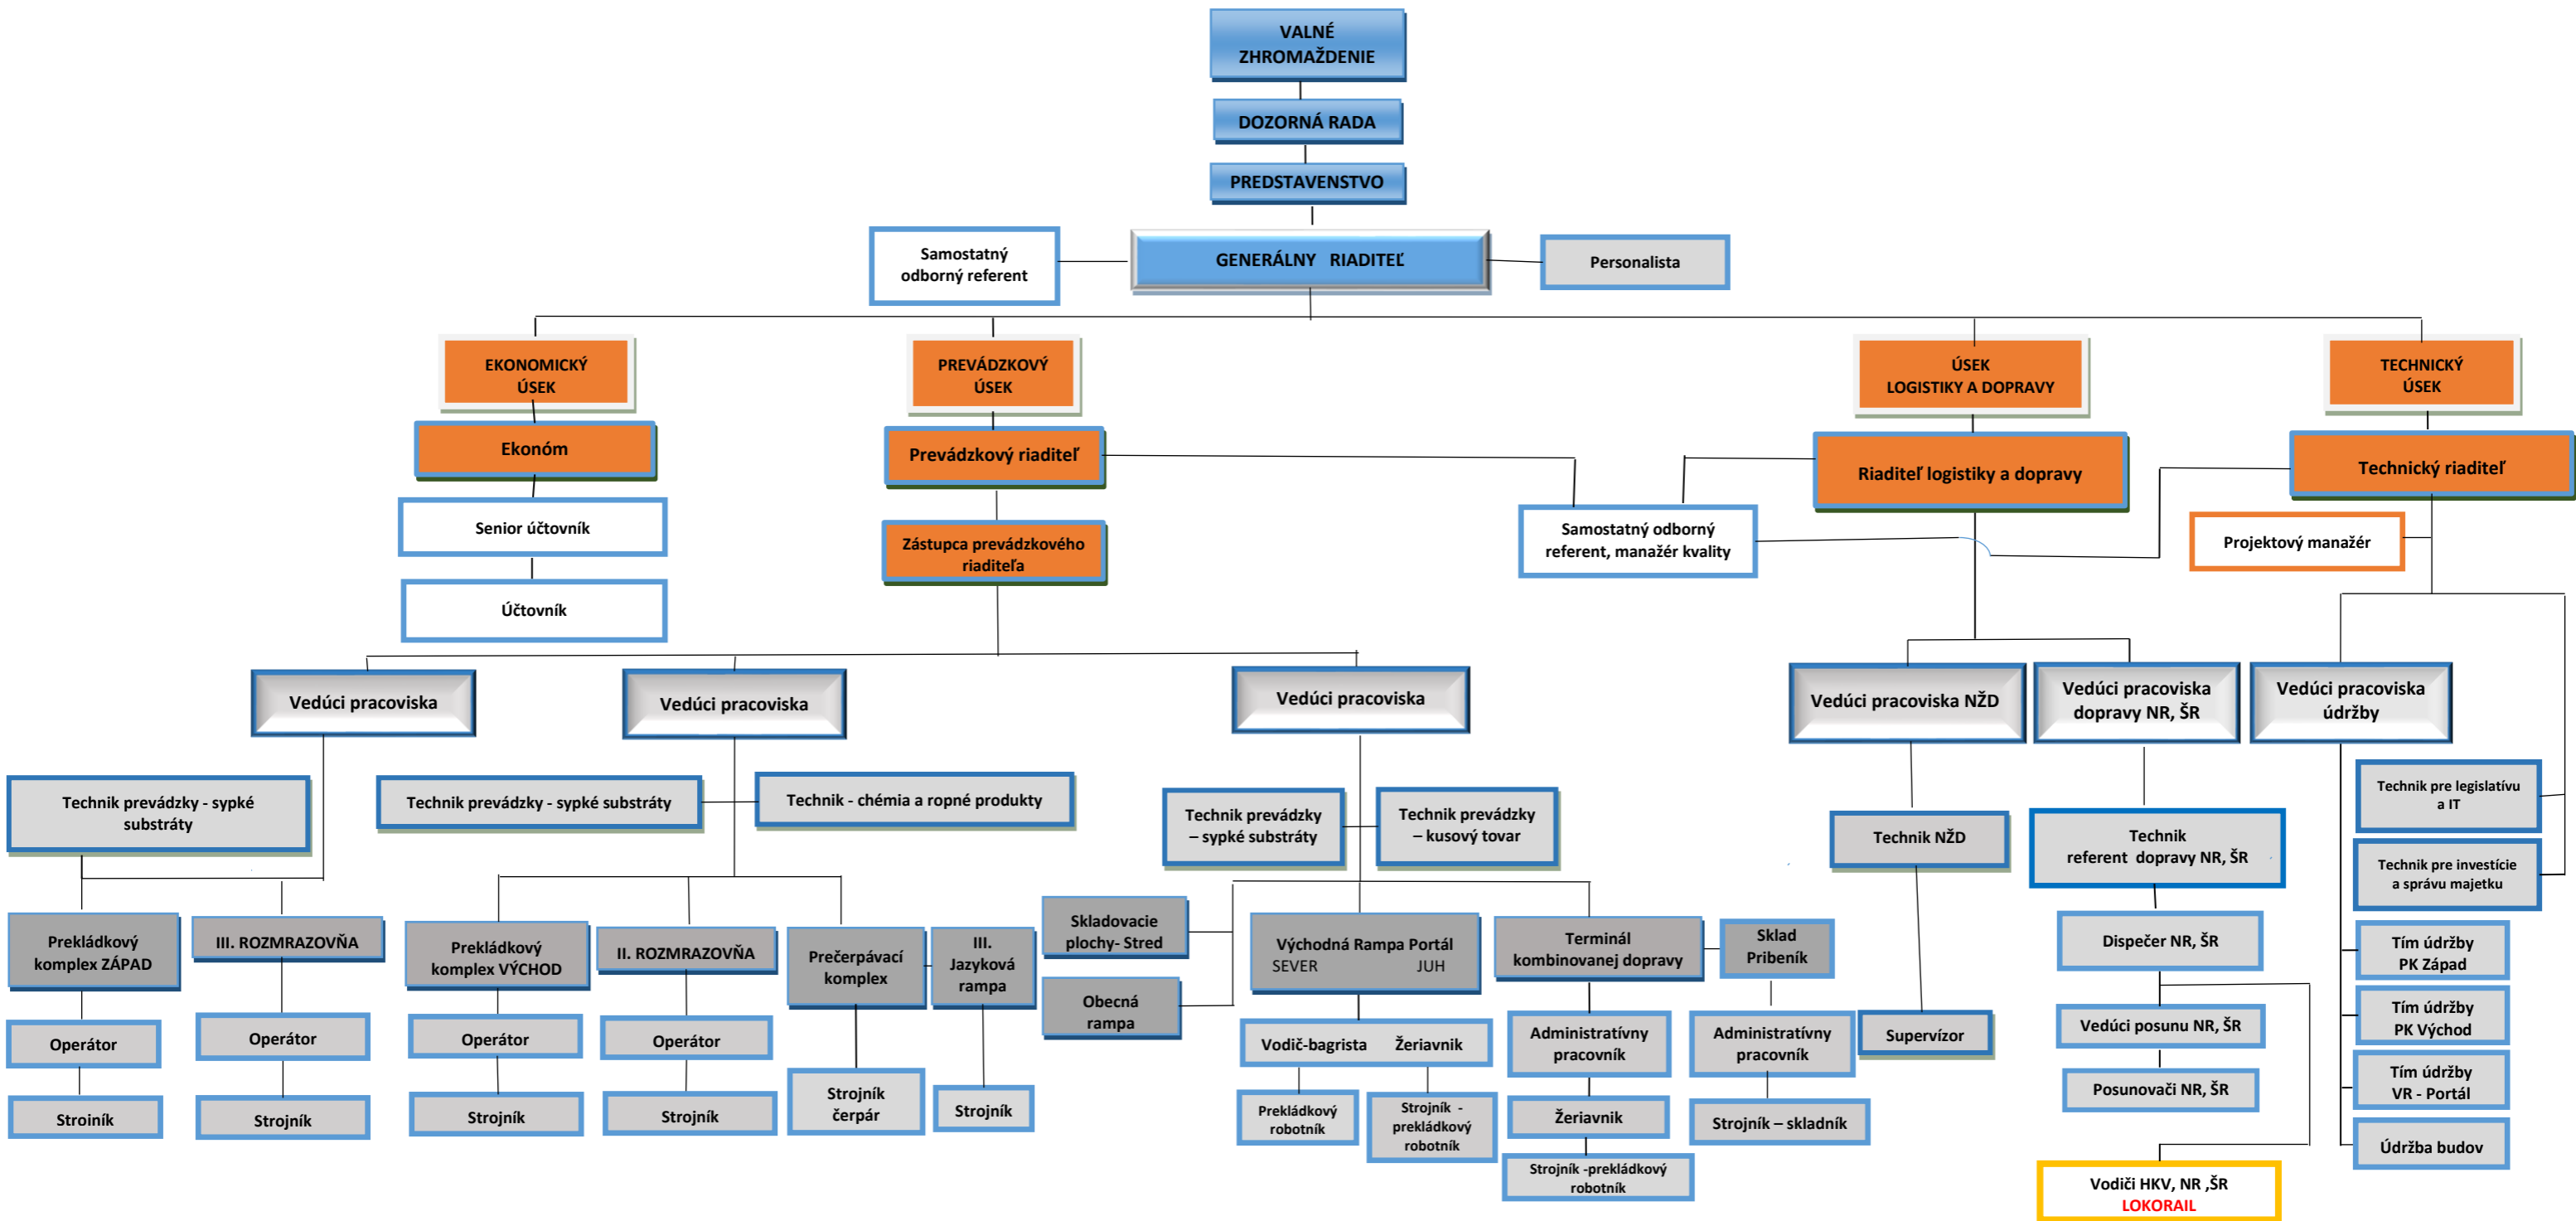 VALNÉ
ZHROMAŽDENIE
DOZORNÁ RADA
PREDSTAVENSTVO
Samostatný
odborný referent
GENERÁLNY RIADITEĽ
Personalista
EKONOMICKÝ
ÚSEK
PREVÁDZKOVÝ
ÚSEK
ÚSEK
LOGISTIKY A DOPRAVY
TECHNICKÝ
ÚSEK
Ekonóm
Prevádzkový riaditeľ
Riaditeľ logistiky a dopravy
Technický riaditeľ
Senior účtovník
Zástupca prevádzkového
riaditeľa
Samostatný odborný
referent, manažér kvality
Projektový manažér
Účtovník
Vedúci pracoviska
Vedúci pracoviska
Vedúci pracoviska
Vedúci pracoviska NŽD
Vedúci pracoviska
dopravy NR, ŠR
Vedúci pracoviska
údržby
Technik prevádzky - sypké
substráty
Technik prevádzky - sypké substráty
Technik - chémia a ropné produkty
Technik prevádzky
– sypké substráty
Technik prevádzky
– kusový tovar
Technik NŽD
Technik
referent dopravy NR, ŠR
Technik pre legislatívu
a IT
Technik pre investície
a správu majetku
Prekládkový
komplex ZÁPAD
III. ROZMRAZOVŇA
Prekládkový
komplex VÝCHOD
II. ROZMRAZOVŇA
Prečerpávací
komplex
III.
Jazyková
rampa
Skladovacie
plochy- Stred
Obecná
rampa
Východná Rampa Portál
SEVER JUH
Terminál
kombinovanej dopravy
Sklad
Pribeník
Dispečer NR, ŠR
Tím údržby
PK Západ
Operátor
Operátor
Operátor
Operátor
Vodič-bagrista Žeriavnik
Administratívny
pracovník
Administratívny
pracovník
Supervízor
Vedúci posunu NR, ŠR
Tím údržby
PK Východ
Stroiník
Strojník
Strojník
Strojník
Strojník
čerpár
Strojník
Prekládkový
robotník
Strojník -
prekládkový
robotník
Žeriavnik
Strojník – skladník
Posunovači NR, ŠR
Tím údržby
VR - Portál
Strojník -prekládkový
robotník
Údržba budov
Vodiči HKV, NR ,ŠR
LOKORAIL